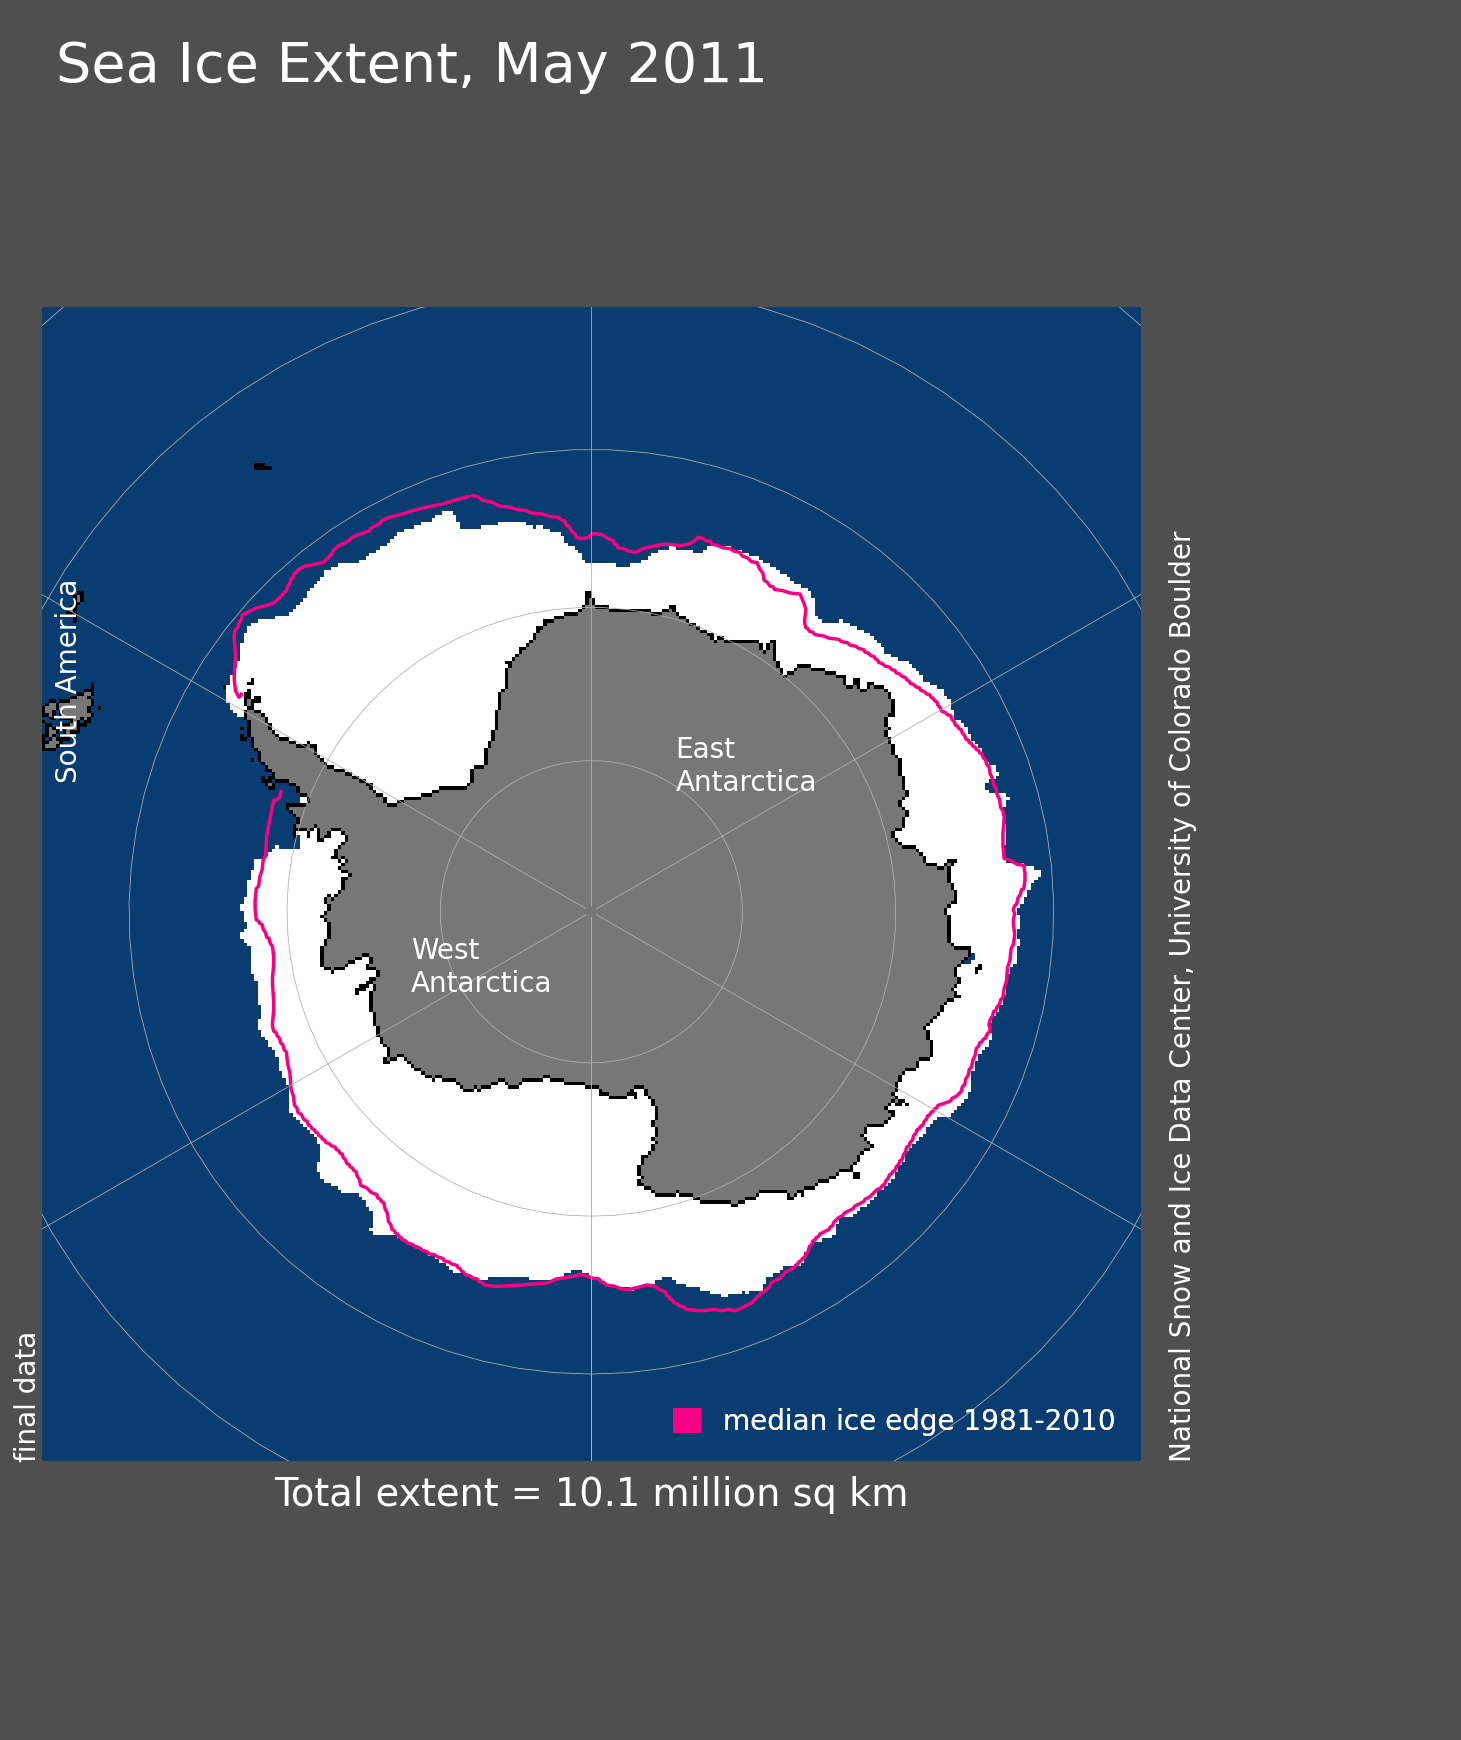 Sea Ice Extent, May 2011
South America
East
Antarctica
West
Antarctica
median ice edge 1981-2010
final data
National Snow and Ice Data Center, University of Colorado Boulder
Total extent = 10.1 million sq km